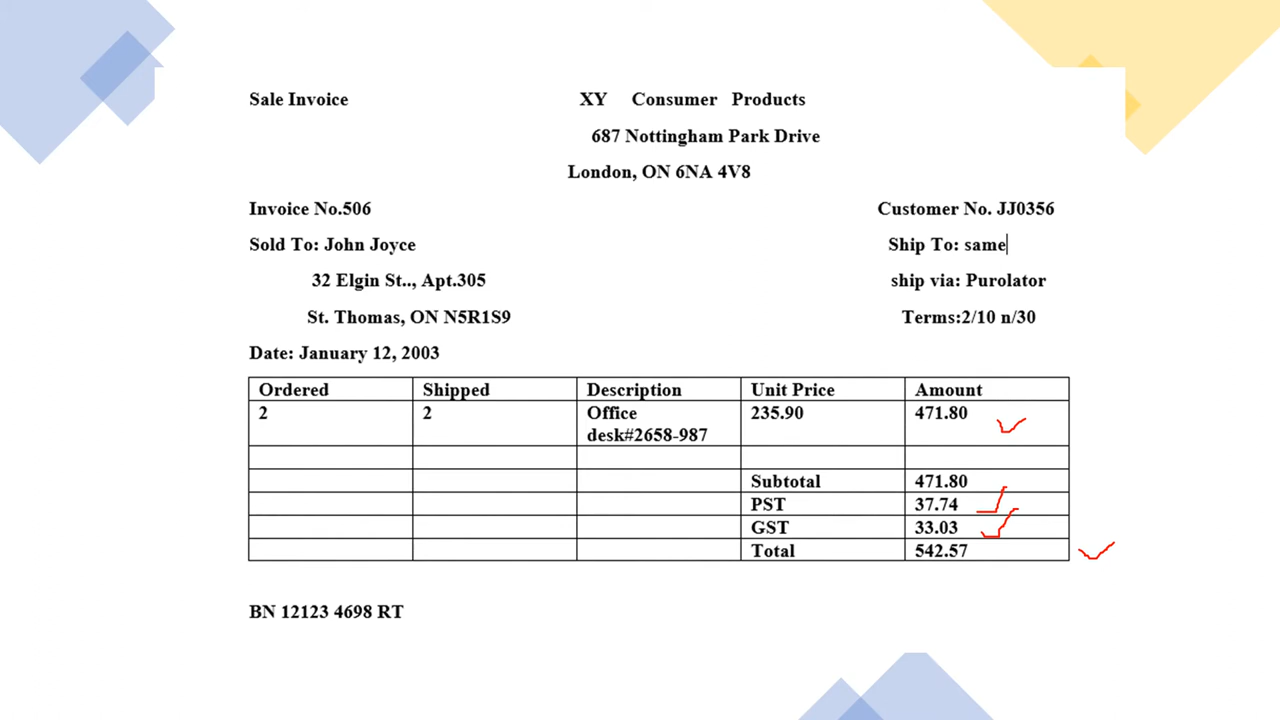 Sale Invoice XY Consumer Products
687 Nottingham Park Drive
London, ON 6NA 4V8
Invoice No.506 Customer No. JJ0356
Sold To: John Joyce Ship To: same
32 Elgin St.., Apt.305 ship via: Purolator
St. Thomas, ON N5R1S9 Terms:2/10 n/30
Date: January 12, 2003
Ordered Shipped Description Unit Price Amount
2 2 Office 235.90 471.80
desk#2658-987
Subtotal 471.80
PST 37.74
GST 33.03
Total 542.57
BN 12123 4698 RT